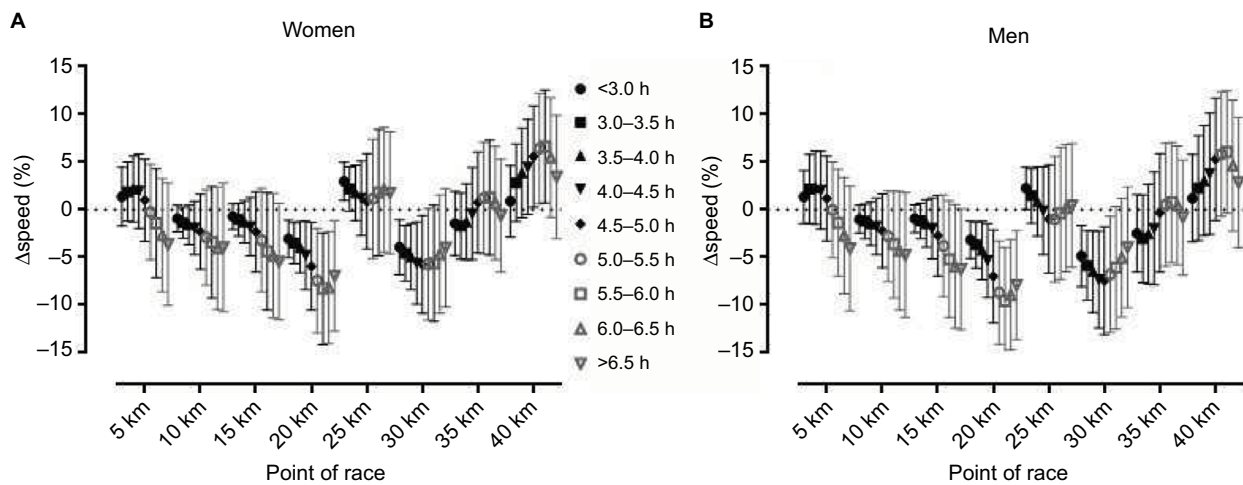 A
Women
Δspeed (%)
15
10
5
0
–5
–10
–15
5 km
10 km
15 km
20 km
25 km
30 km
35 km
40 km
Point of race
<3.0 h
3.0–3.5 h
3.5–4.0 h
4.0–4.5 h
4.5–5.0 h
5.0–5.5 h
5.5–6.0 h
6.0–6.5 h
>6.5 h
B
Men
Δspeed (%)
15
10
5
0
–5
–10
–15
5 km
10 km
15 km
20 km
25 km
30 km
35 km
40 km
Point of race